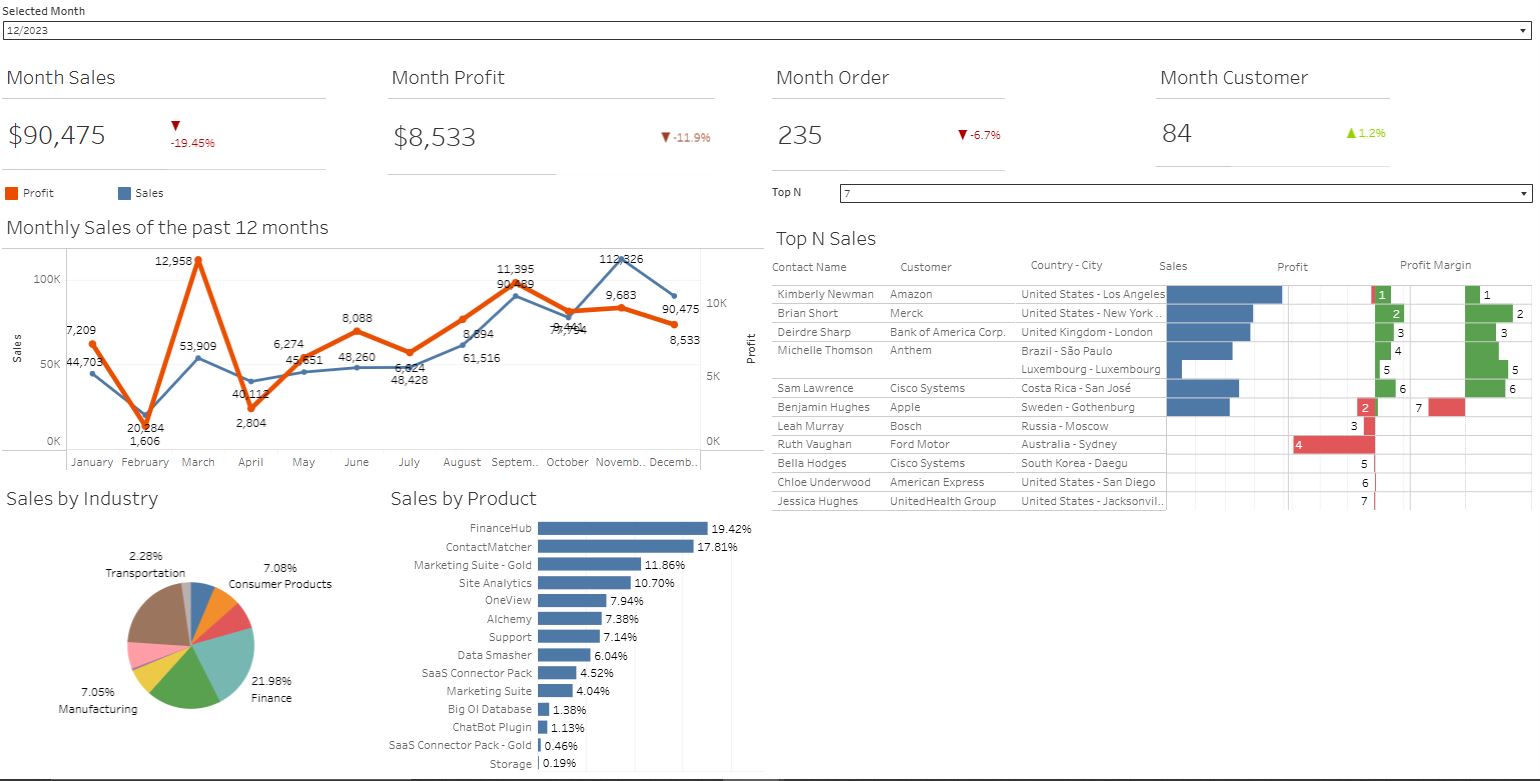 Selected Month
12/2023
Month Sales
Month Profit
Month Order
Month Customer
$90,475
▼
-19.45%
$8,533
▼-11.9%
235
▼-6.7%
84
▲1.2%
Profit
Sales
Top N
7
Monthly Sales of the past 12 months
Sales
Profit
100K
50K
0K
10K
5K
0K
7,209
44,703
20,284
1,606
12,958
53,909
40,112
2,804
6,274
45,651
8,088
48,260
6,624
48,428
8,894
61,516
11,395
90,489
9,441
112,326
9,683
90,475
8,533
January February March April May June July August Septem.. October Novemb.. Decemb..
Top N Sales
Contact Name Customer Country - City Sales Profit Profit Margin
Kimberly Newman Amazon United States - Los Angeles 1 1
Brian Short Merck United States - New York .. 2 2
Deirdre Sharp Bank of America Corp. United Kingdom - London 3 3
Michelle Thomson Anthem Brazil - São Paulo 4
Luxembourg - Luxembourg 5 5
Sam Lawrence Cisco Systems Costa Rica - San José 6 6
Benjamin Hughes Apple Sweden - Gothenburg 2 7
Leah Murray Bosch Russia - Moscow 3
Ruth Vaughan Ford Motor Australia - Sydney 4
Bella Hodges Cisco Systems South Korea - Daegu 5
Chloe Underwood American Express United States - San Diego 6
Jessica Hughes UnitedHealth Group United States - Jacksonvil.. 7
Sales by Industry
2.28%
Transportation
7.08%
Consumer Products
21.98%
Finance
7.05%
Manufacturing
Sales by Product
FinanceHub 19.42%
ContactMatcher 17.81%
Marketing Suite - Gold 11.86%
Site Analytics 10.70%
OneView 7.94%
Alchemy 7.38%
Support 7.14%
Data Smasher 6.04%
SaaS Connector Pack 4.52%
Marketing Suite 4.04%
Big OI Database 1.38%
ChatBot Plugin 1.13%
SaaS Connector Pack - Gold 0.46%
Storage 0.19%